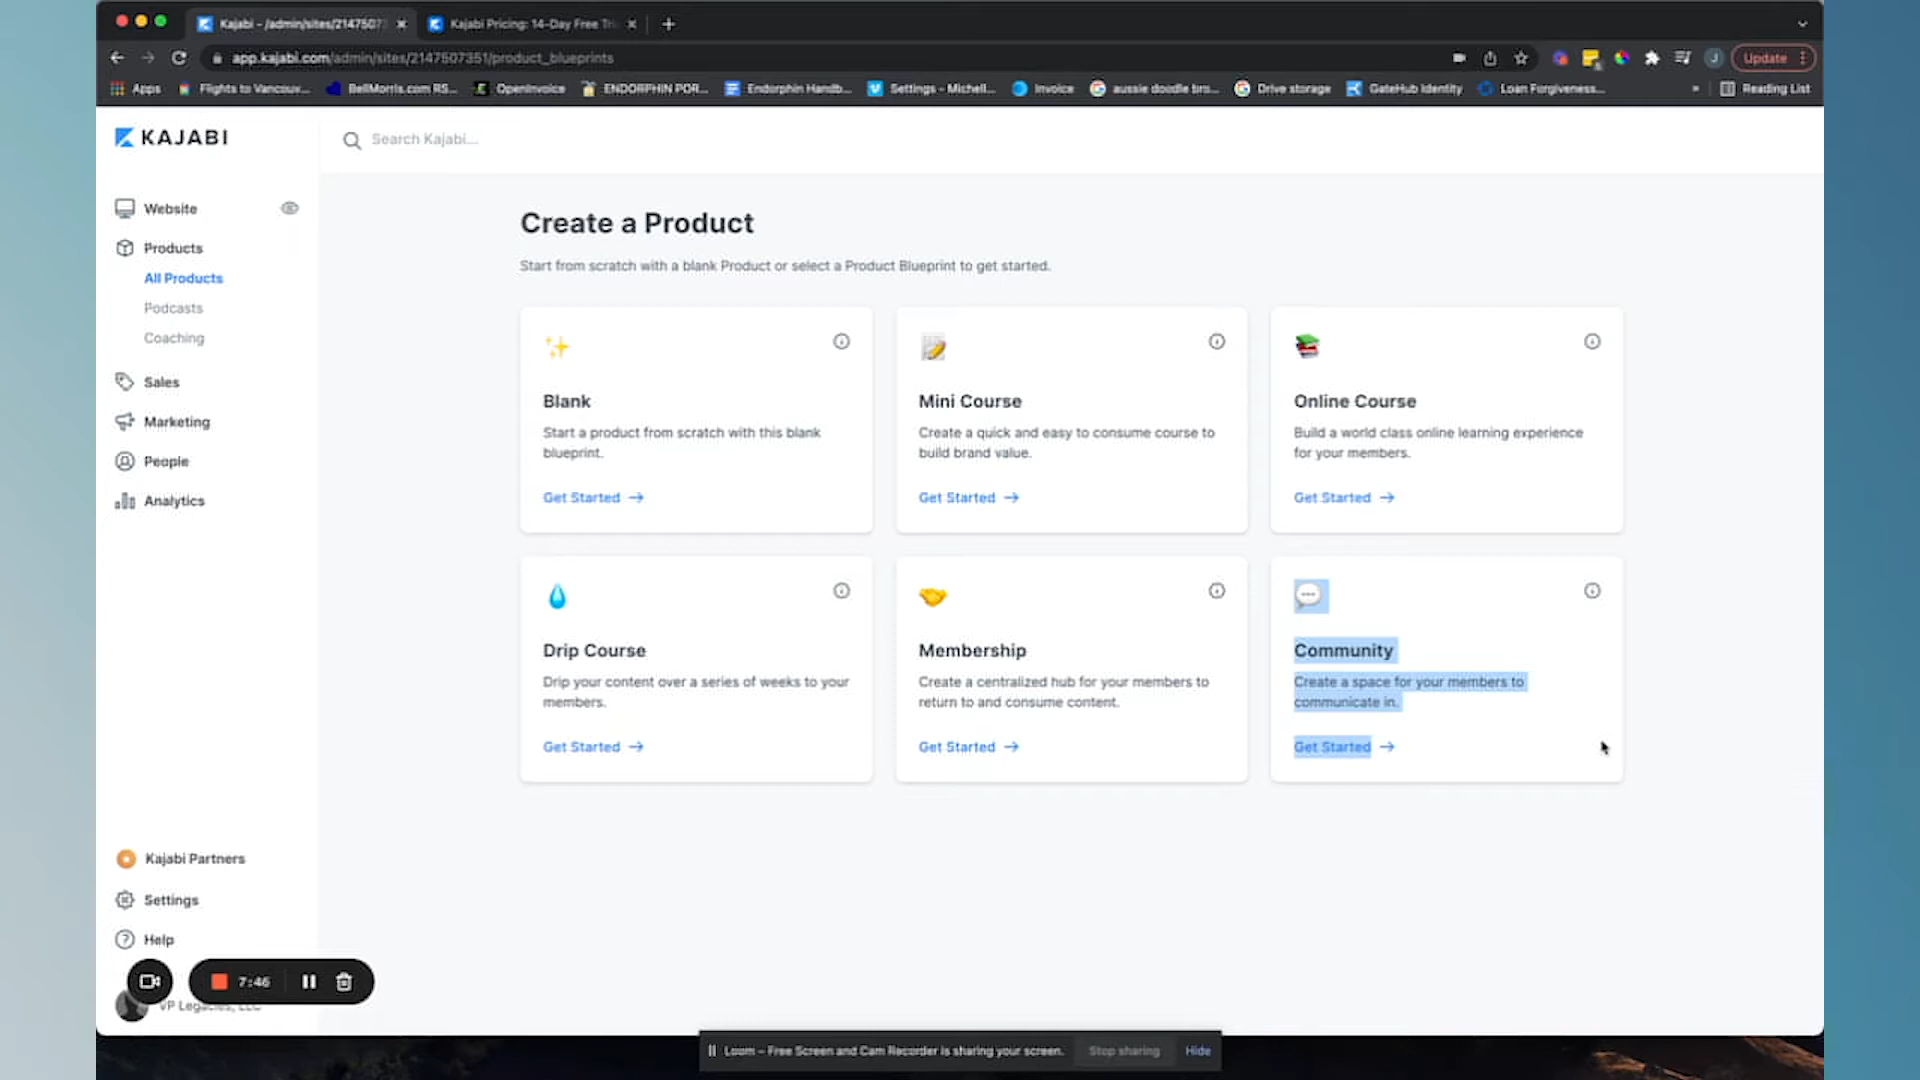 Kajabi - /admin/sites/2147507
Kajabi Pricing: 14-Day Free Tri
app.kajabi.com/admin/sites/2147507351/product_blueprints
Update
Apps
Flights to Vancouv...
BellMorris.com RS...
OpenInvoice
ENDORPHIN POR...
Endorphin Handb...
Settings - Michell...
Invoice
aussie doodle bro...
Drive storage
GateHub Identity
Loan Forgiveness...
»
Reading List
KAJABI
Search Kajabi...
Website
Products
All Products
Podcasts
Coaching
Sales
Marketing
People
Analytics
Create a Product
Start from scratch with a blank Product or select a Product Blueprint to get started.
Blank
Start a product from scratch with this blank
blueprint.
Get Started →
Mini Course
Create a quick and easy to consume course to
build brand value.
Get Started →
Online Course
Build a world class online learning experience
for your members.
Get Started →
Drip Course
Drip your content over a series of weeks to your
members.
Get Started →
Membership
Create a centralized hub for your members to
return to and consume content.
Get Started →
Community
Create a space for your members to
communicate in.
Get Started →
Kajabi Partners
Settings
Help
7:46
VP Legacies, LLC
Loom – Free Screen and Cam Recorder is sharing your screen.
Stop sharing
Hide